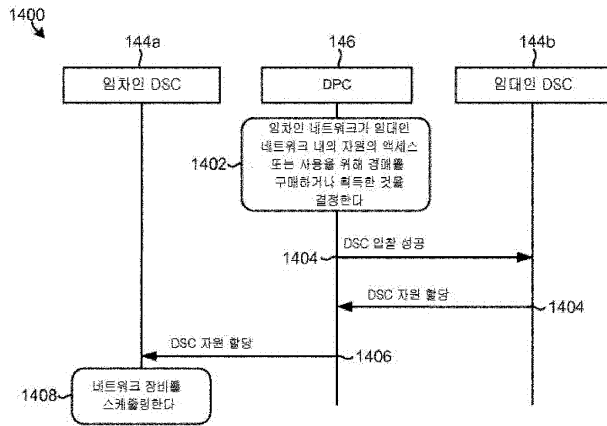 1400
144a
146
144b
임차인 DSC
DPC
임대인 DSC
1402
임차인 네트워크가 임대인
네트워크 내의 자원의 액세스
또는 사용을 위해 경매를
구매하거나 획득한 것을
결정한다
1404
DSC 입찰 성공
DSC 자원 할당
1404
DSC 자원 할당
1406
1408
네트워크 장비를
스케줄링한다